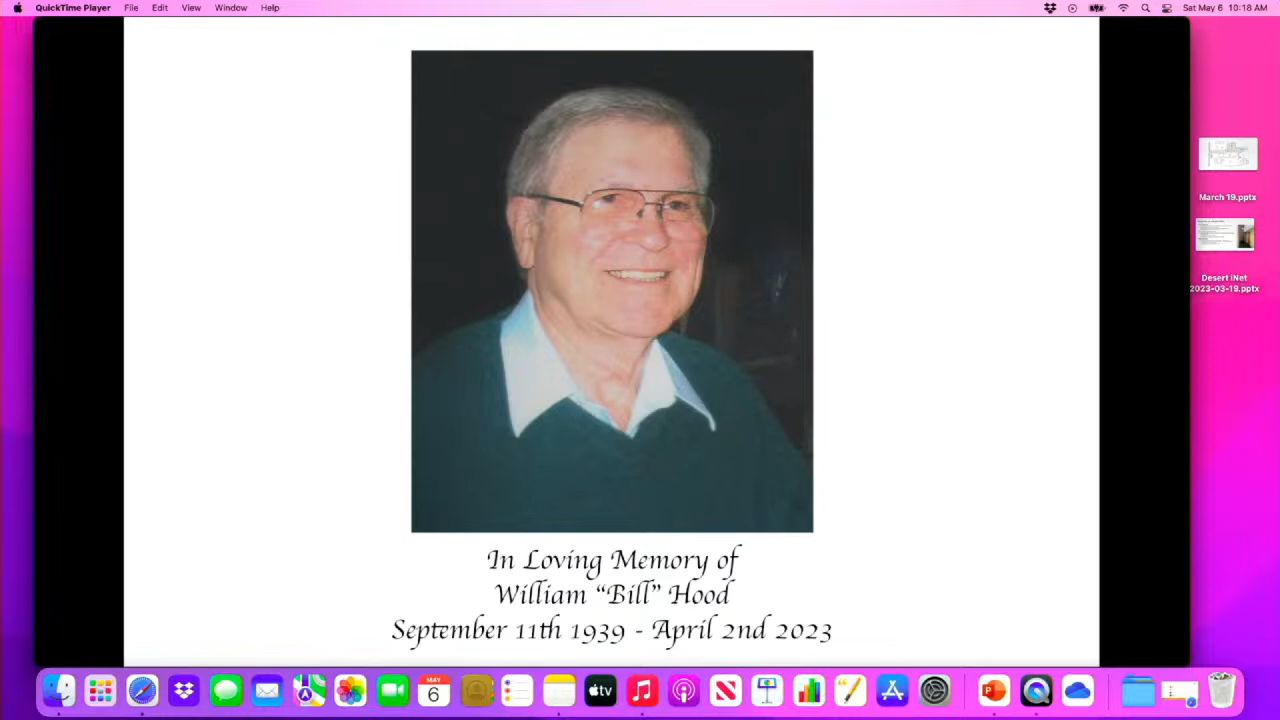 QuickTime Player File Edit View Window Help Sat May 6 10:18 AM
March 19.pptx
Desert iNet
2023-03-19.pptx
In Loving Memory of
William “Bill” Hood
September 11th 1939 - April 2nd 2023
MAY
6
tv